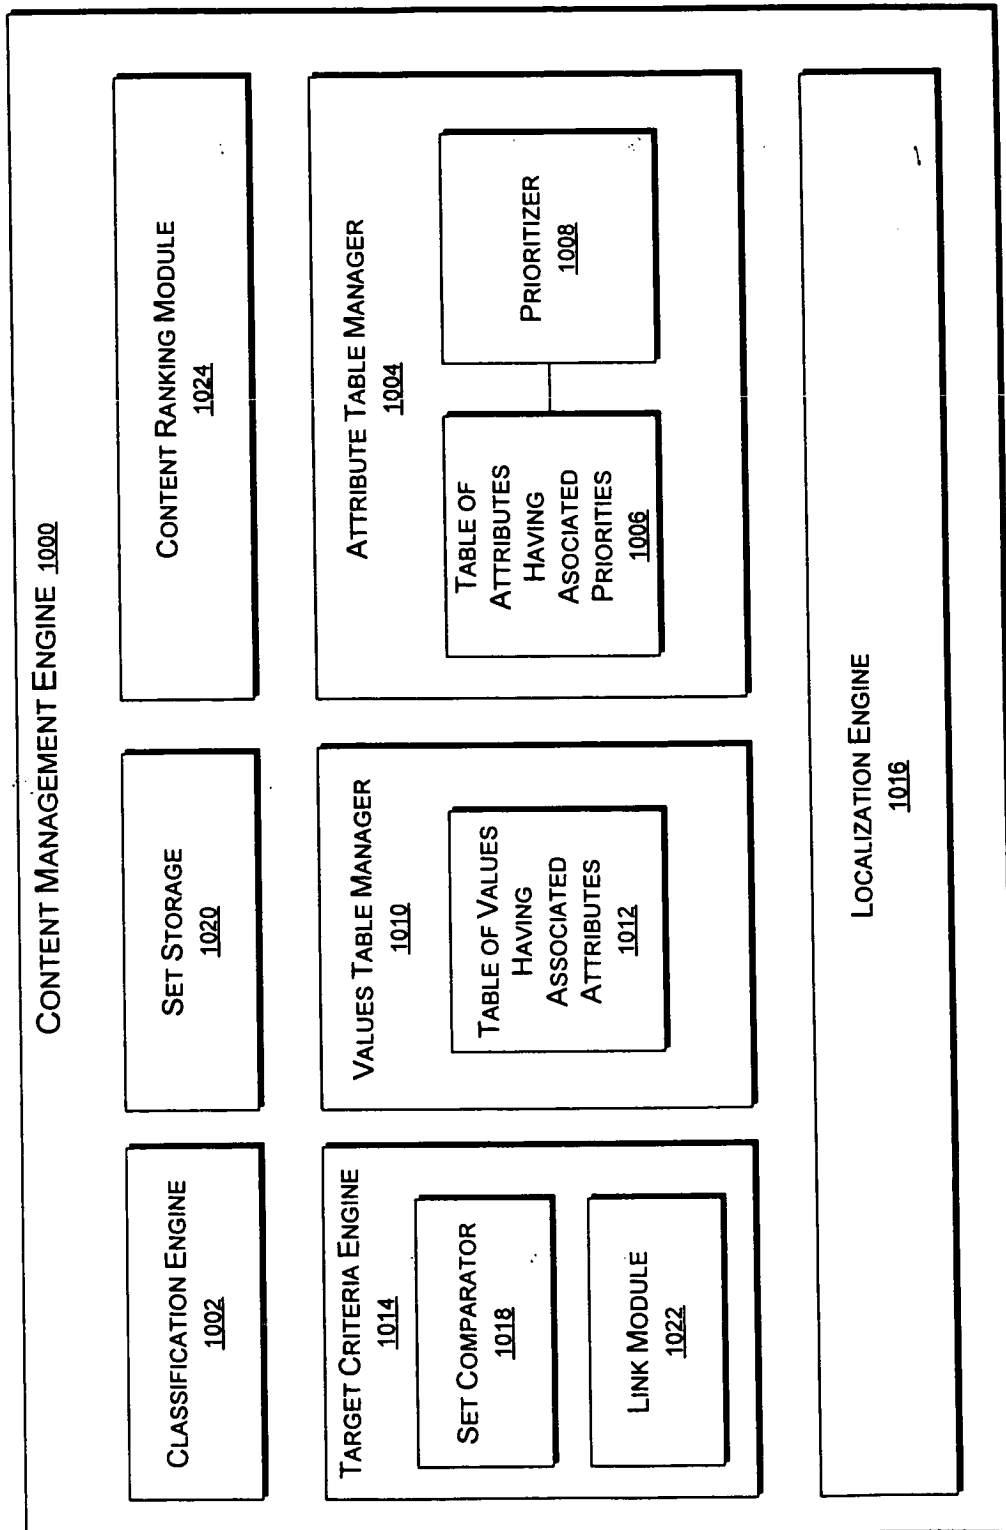 CONTENT MANAGEMENT ENGINE 1000
CLASSIFICATION ENGINE
1002
SET STORAGE
1020
CONTENT RANKING MODULE
1024
TARGET CRITERIA ENGINE
1014
SET COMPARATOR
1018
LINK MODULE
1022
VALUES TABLE MANAGER
1010
TABLE OF VALUES
HAVING
ASSOCIATED
ATTRIBUTES
1012
ATTRIBUTE TABLE MANAGER
1004
TABLE OF
ATTRIBUTES
HAVING
ASOCIATED
PRIORITIES
1006
PRIORITIZER
1008
LOCALIZATION ENGINE
1016